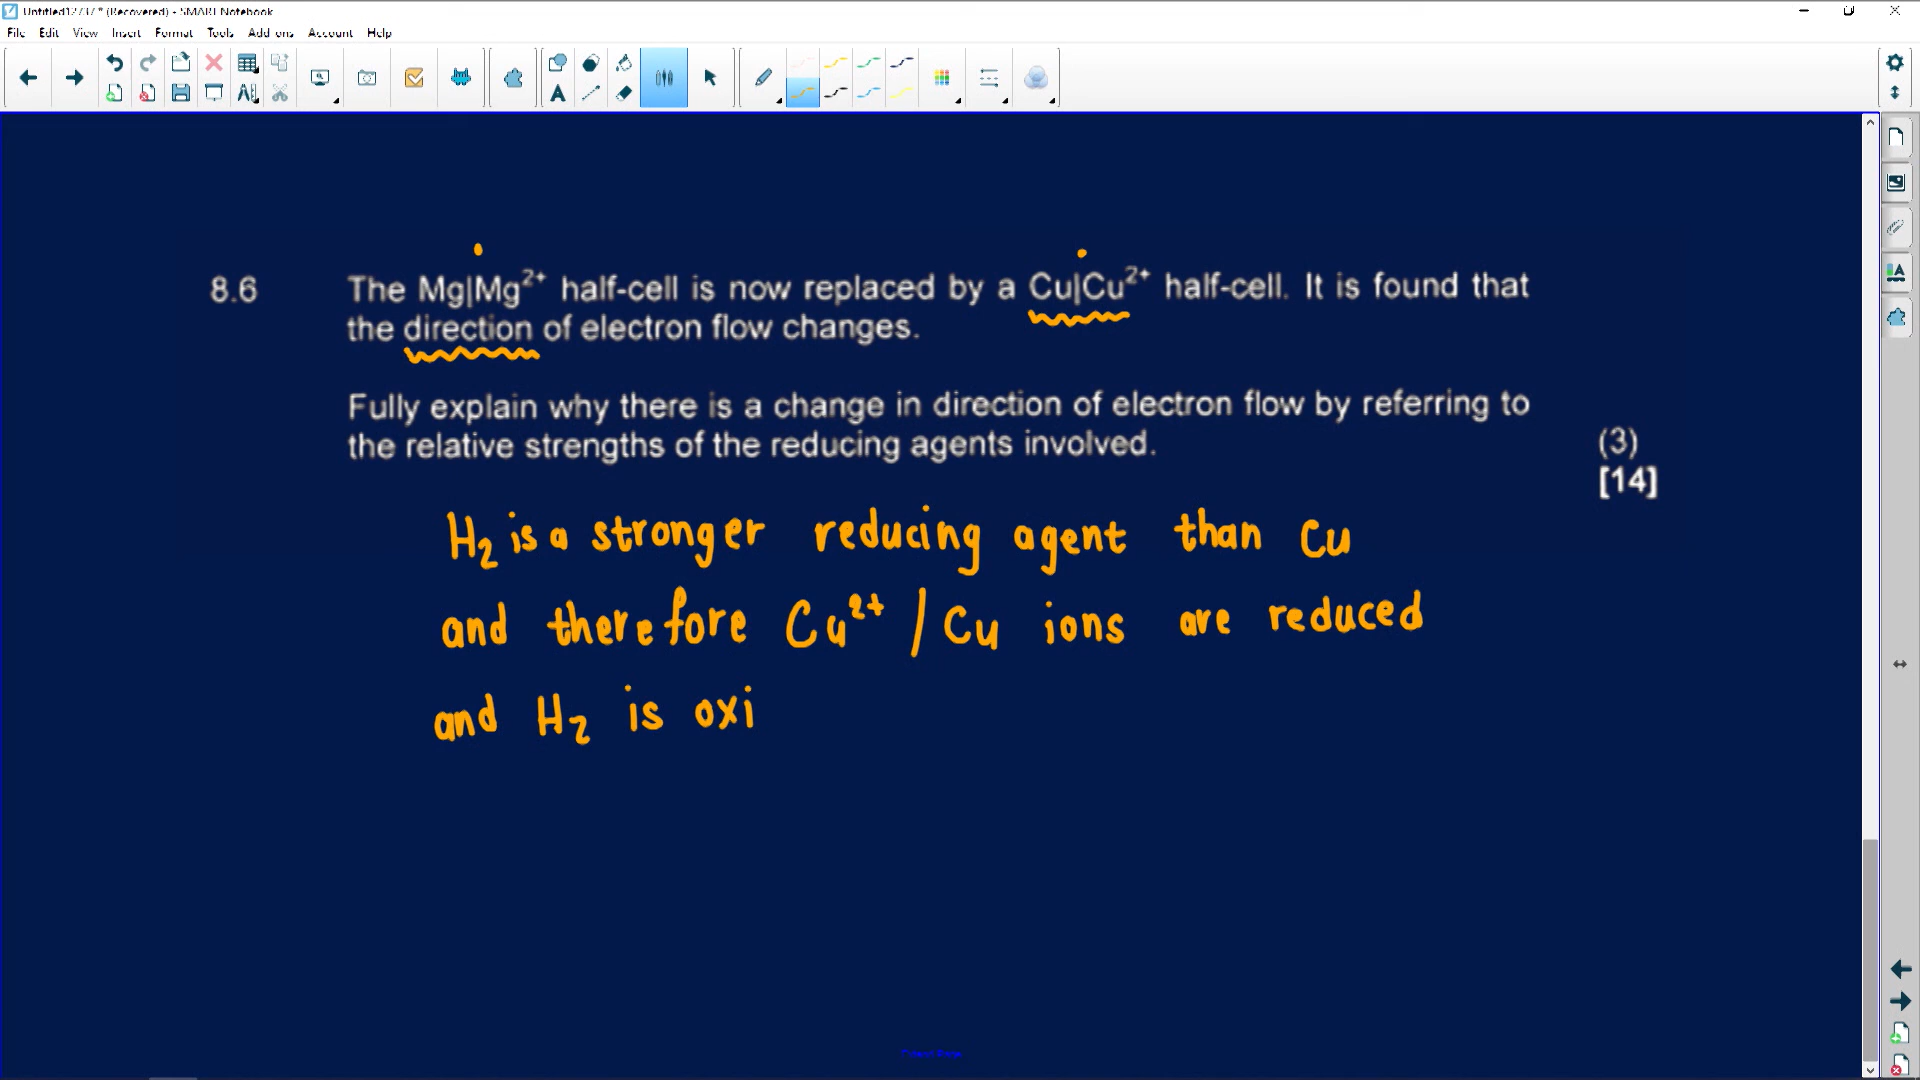 Untitled12737 * (Recovered) - SMART Notebook
File Edit View Insert Format Tools Add-ons Account Help
8.6 The Mg|Mg²⁺ half-cell is now replaced by a Cu|Cu²⁺ half-cell. It is found that
the direction of electron flow changes.
Fully explain why there is a change in direction of electron flow by referring to
the relative strengths of the reducing agents involved. (3)
[14]
H₂ is a stronger reducing agent than Cu
and therefore Cu²⁺ / Cu ions are reduced
and H₂ is oxi